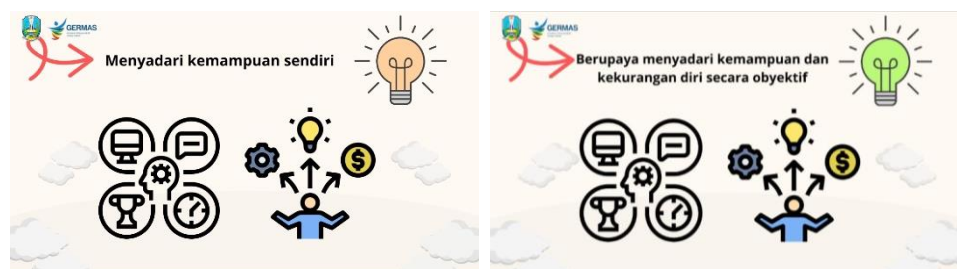 GERMAS
Menyadari kemampuan sendiri
GERMAS
Berupaya menyadari kemampuan dan
kekurangan diri secara obyektif